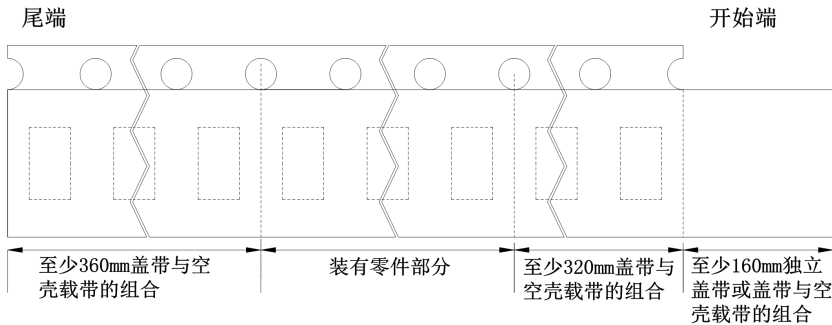 尾端
开始端
至少360mm盖带与空
壳载带的组合
装有零件部分
至少320mm盖带与
空壳载带的组合
至少160mm独立
盖带或盖带与空
壳载带的组合